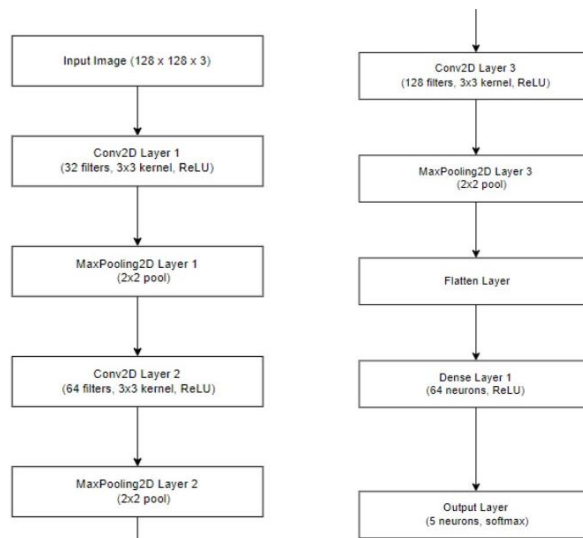 Input Image (128 x 128 x 3)
Conv2D Layer 1
(32 filters, 3x3 kernel, ReLU)
MaxPooling2D Layer 1
(2x2 pool)
Conv2D Layer 2
(64 filters, 3x3 kernel, ReLU)
MaxPooling2D Layer 2
(2x2 pool)
Conv2D Layer 3
(128 filters, 3x3 kernel, ReLU)
MaxPooling2D Layer 3
(2x2 pool)
Flatten Layer
Dense Layer 1
(64 neurons, ReLU)
Output Layer
(5 neurons, softmax)